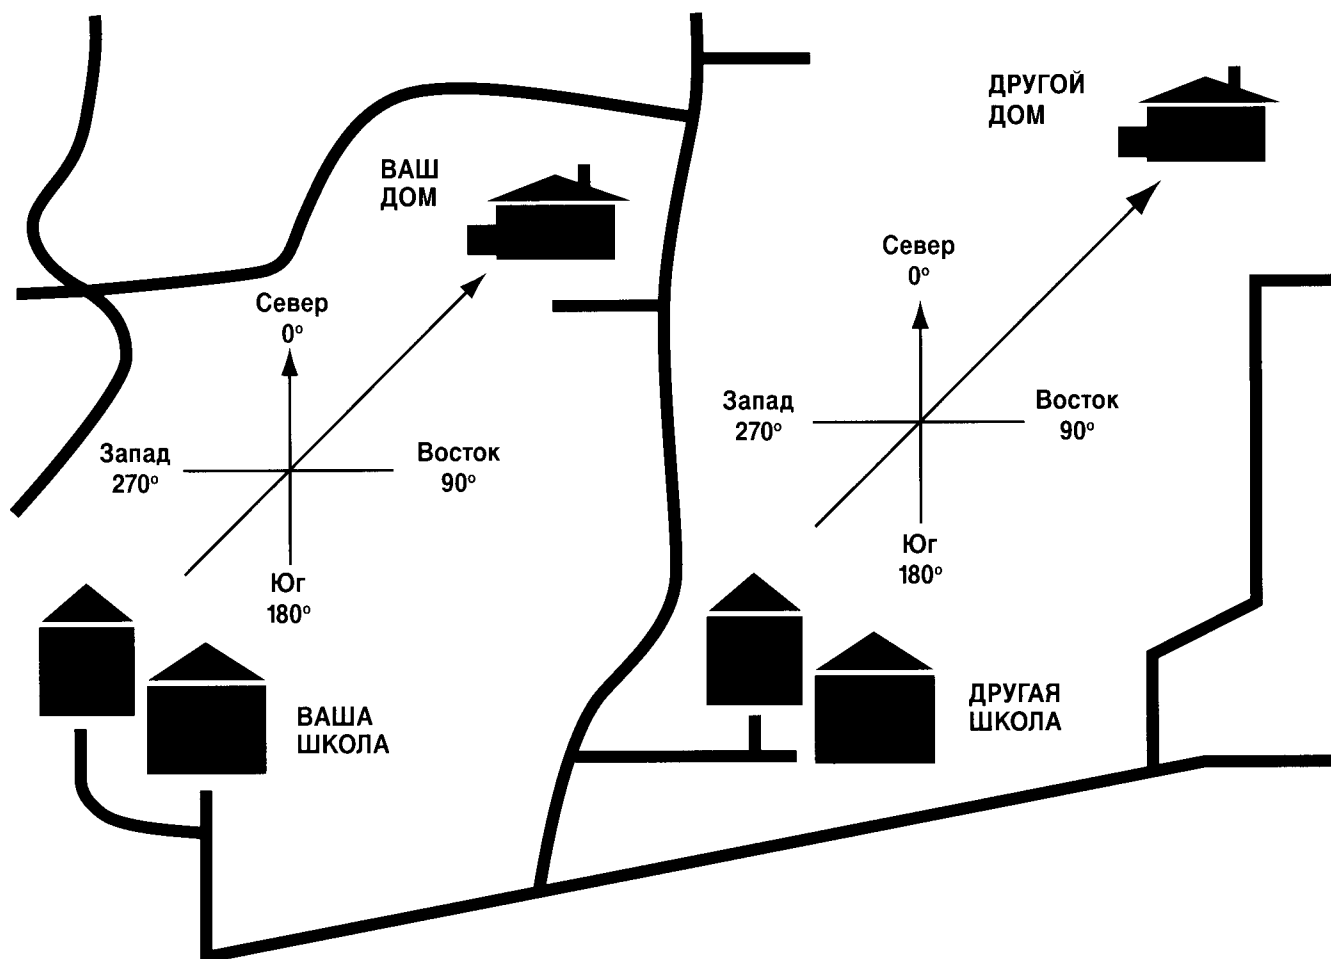 ВАШ
ДОМ
Север
0°
Запад
270°
Восток
90°
Юг
180°
ВАША
ШКОЛА
ДРУГОЙ
ДОМ
Север
0°
Запад
270°
Восток
90°
Юг
180°
ДРУГАЯ
ШКОЛА